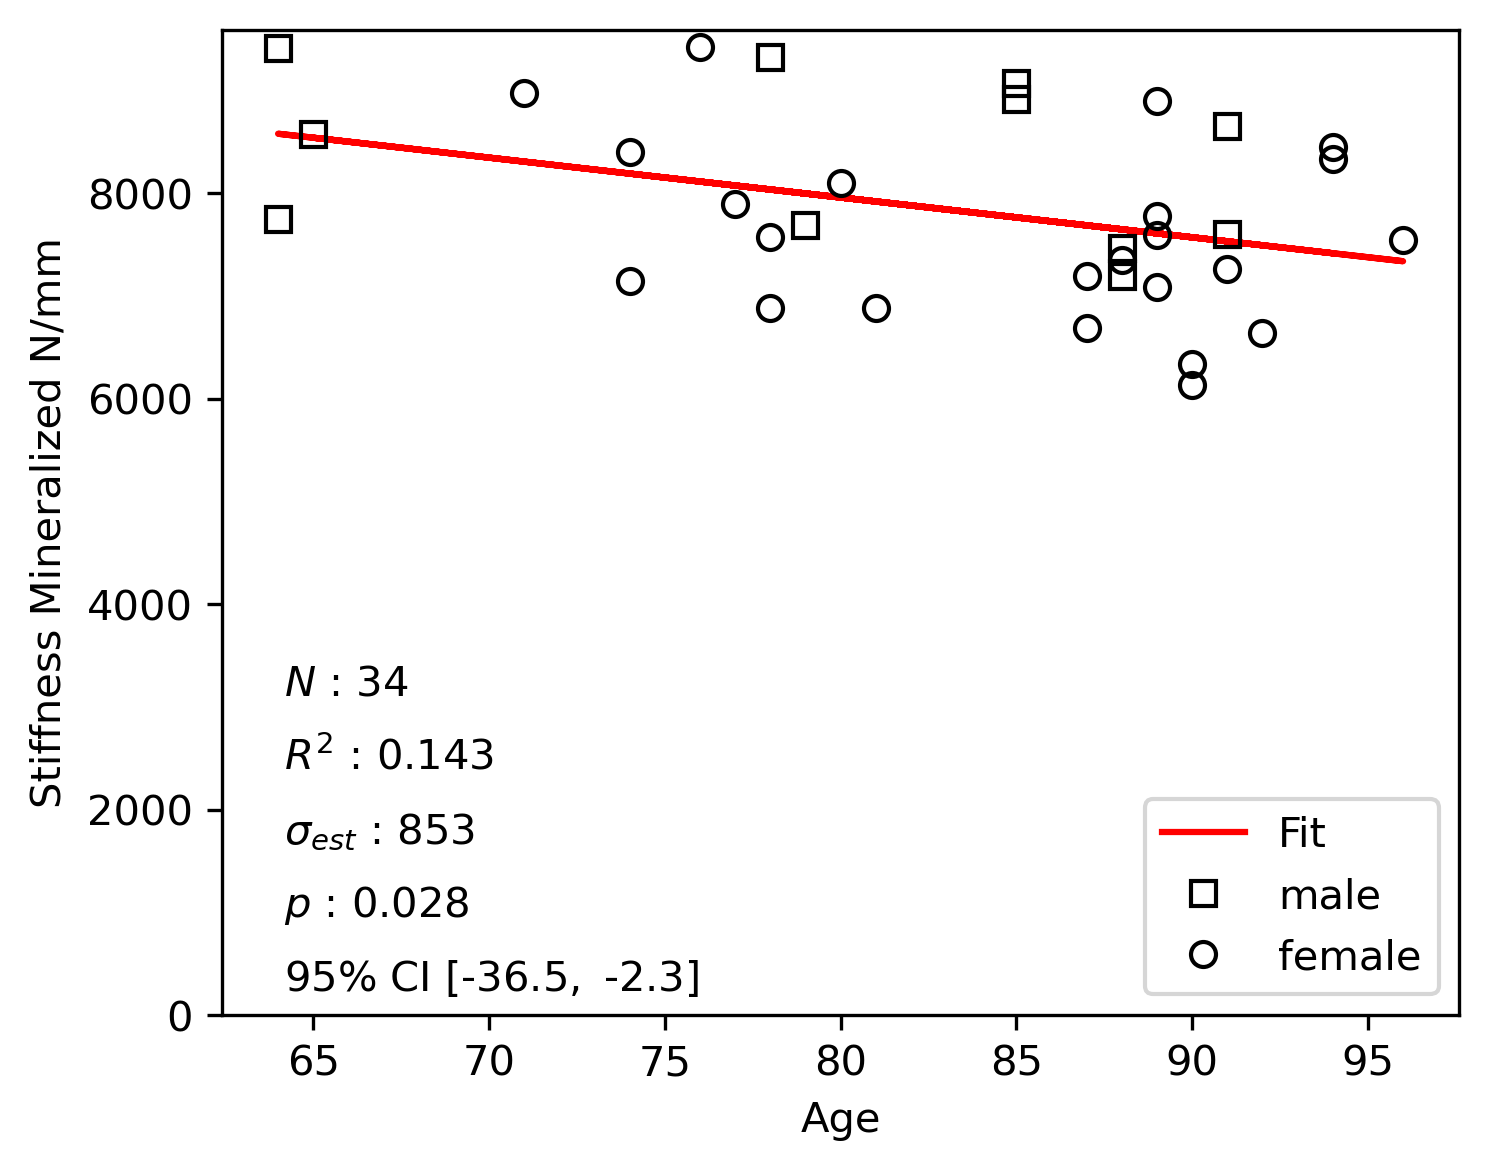 Stiffness Mineralized N/mm
8000
6000
4000
2000
0
N : 34
R² : 0.143
σest : 853
p : 0.028
95% CI [-36.5, -2.3]
Fit
male
female
65 70 75 80 85 90 95
Age